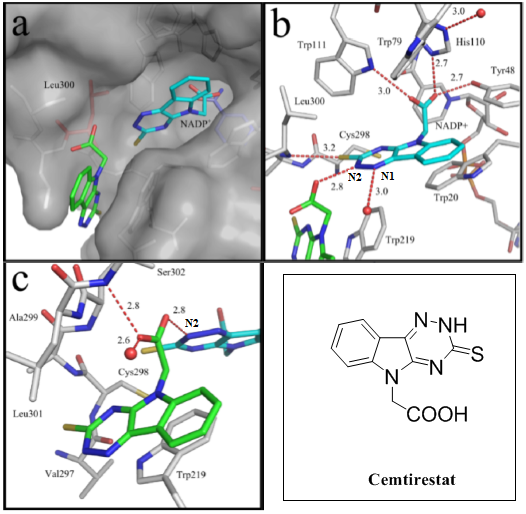 a
Leu300
NADP+
b
3.0
Trp79
Trp111
His110
2.7
2.7
Tyr48
3.0
Leu300
NADP+
Cys298
3.2
N2
N1
2.8
3.0
Trp20
Trp219
c
Ser302
2.8
2.8
N2
Ala299
2.6
Cys298
Leu301
Val297
Trp219
N
NH
N
N
S
COOH
Cemtirestat